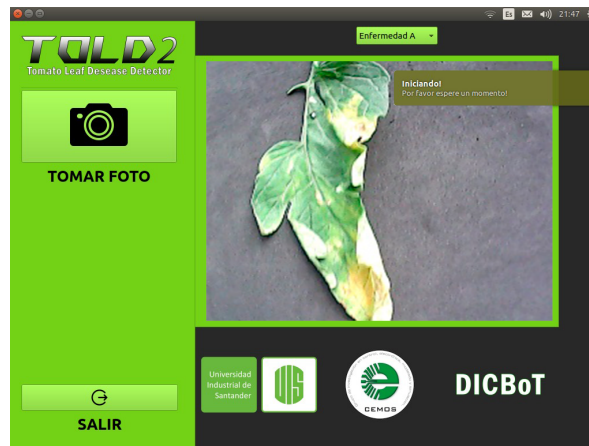 Es
21:47
TOLD2
Tomato Leaf Desease Detector
Enfermedad A
Iniciando!
Por favor espere un momento!
TOMAR FOTO
SALIR
Universidad
Industrial de
Santander
UIS
CEMOS
DICBoT